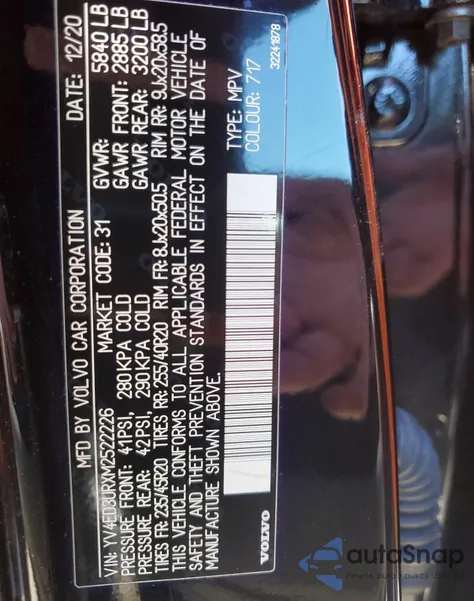 MFD BY VOLVO CAR CORPORATION DATE: 12/20
VIN: YV4ED3URXM2522226 MARKET CODE: 31 GVWR: 5840 LB
PRESSURE FRONT: 41PSI, 280KPA COLD GAWR FRONT: 2885 LB
PRESSURE REAR: 42PSI, 290KPA COLD GAWR REAR: 3200 LB
TIRES FR: 235/45R20 TIRES RR: 255/40R20 RIM FR: 8Jx20x50.5 RIM RR: 9Jx20x58.5
THIS VEHICLE CONFORMS TO ALL APPLICABLE FEDERAL MOTOR VEHICLE
SAFETY AND THEFT PREVENTION STANDARDS IN EFFECT ON THE DATE OF
MANUFACTURE SHOWN ABOVE.
TYPE: MPV
COLOUR: 717
32241878
VOLVO
autoSnap